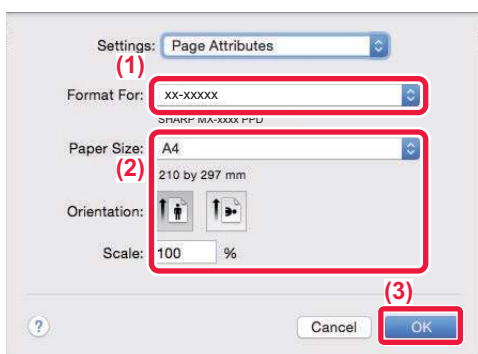 Settings: Page Attributes
(1)
Format For: xx-xxxxx
SHARP MX-xxxx PPD
Paper Size: A4
(2)
210 by 297 mm
Orientation:
Scale: 100 %
(3)
? Cancel OK